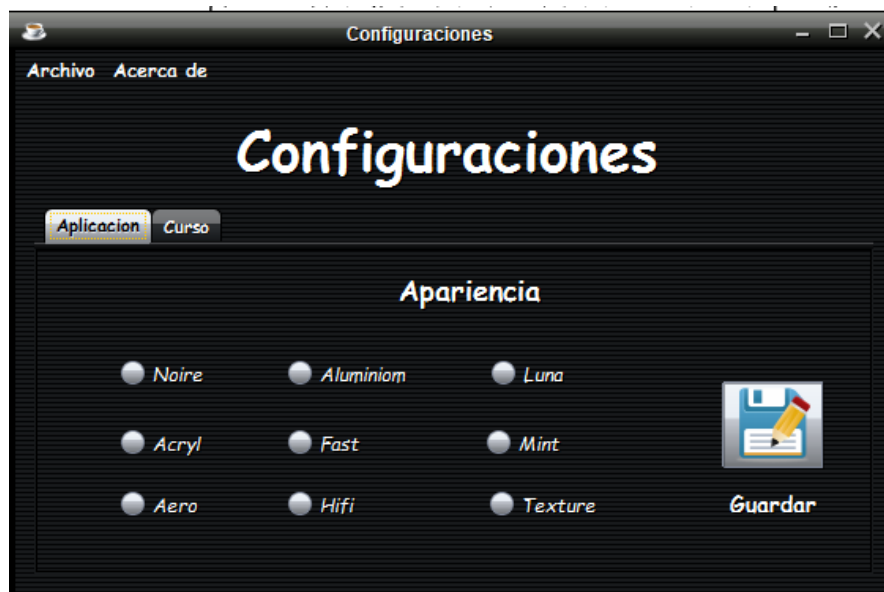 Configuraciones
Archivo Acerca de
Configuraciones
Aplicacion Curso
Apariencia
Noire Aluminiom Luna
Acryl Fast Mint
Aero Hifi Texture
Guardar